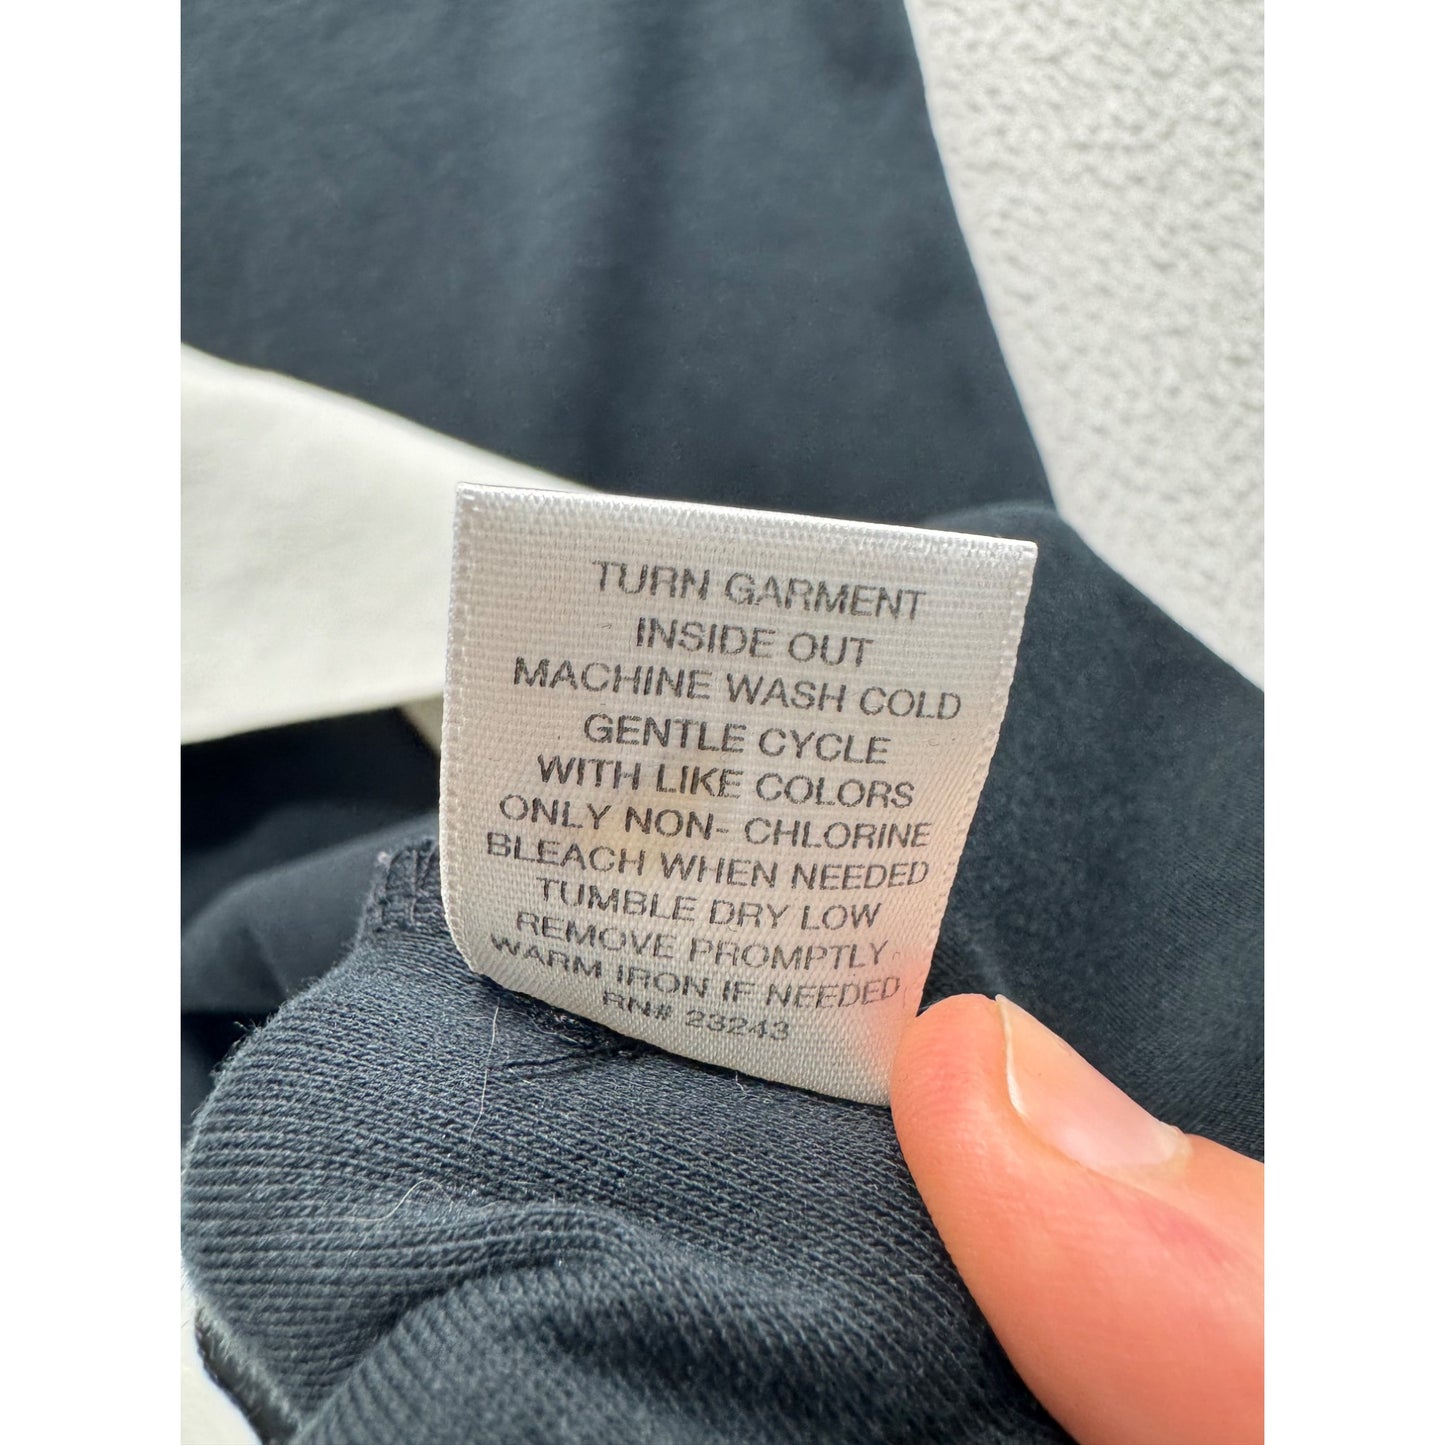 TURN GARMENT
INSIDE OUT
MACHINE WASH COLD
GENTLE CYCLE
WITH LIKE COLORS
ONLY NON- CHLORINE
BLEACH WHEN NEEDED
TUMBLE DRY LOW
REMOVE PROMPTLY
WARM IRON IF NEEDED
RN# 23243